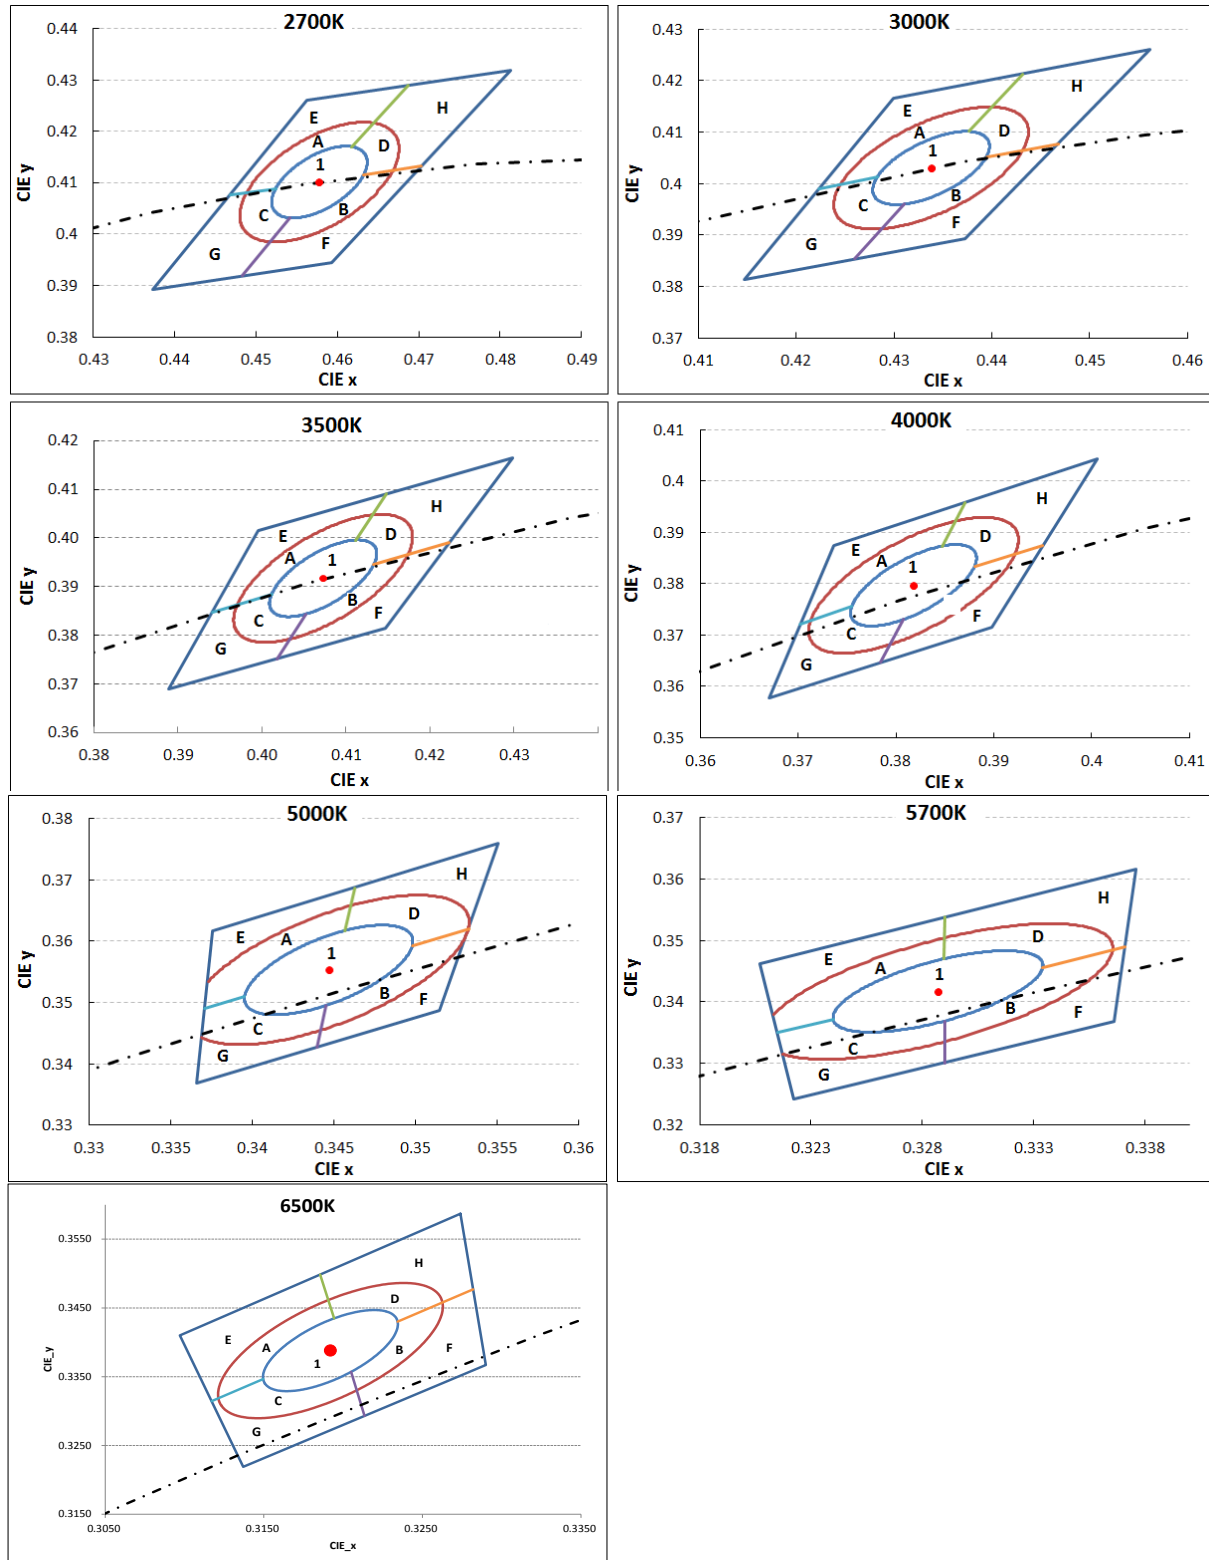 2700K
0.44
0.43
0.42
0.41
0.4
0.39
0.38
CIE y
E
H
A
D
1
C
B
F
G
0.43 0.44 0.45 0.46 0.47 0.48 0.49
CIE x
3000K
0.43
0.42
0.41
0.4
0.39
0.38
0.37
CIE y
H
E
A
D
1
C
B
F
G
0.41 0.42 0.43 0.44 0.45 0.46
CIE x
3500K
0.42
0.41
0.40
0.39
0.38
0.37
0.36
CIE y
H
E
D
A
1
B
C
F
G
0.38 0.39 0.40 0.41 0.42 0.43
CIE x
4000K
0.41
0.4
0.39
0.38
0.37
0.36
0.35
CIE y
H
E
D
A
1
B
F
C
G
0.36 0.37 0.38 0.39 0.4 0.41
CIE x
5000K
0.38
0.37
0.36
0.35
0.34
0.33
CIE y
H
D
E
A
1
B
F
C
G
0.33 0.335 0.34 0.345 0.35 0.355 0.36
CIE x
5700K
0.37
0.36
0.35
0.34
0.33
0.32
CIE y
H
D
E
A
1
B
F
C
G
0.318 0.323 0.328 0.333 0.338
CIE x
6500K
0.3550
0.3450
0.3350
0.3250
0.3150
CIE_y
H
D
E
A
B
F
1
C
G
0.3050 0.3150 0.3250 0.3350
CIE_x